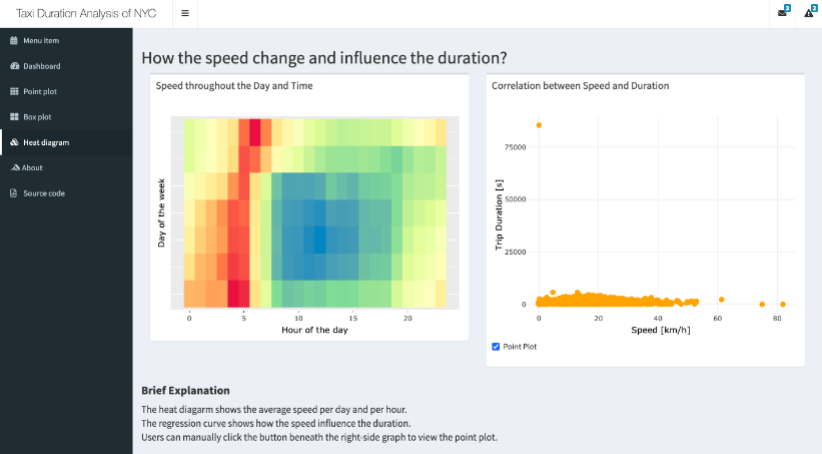 Taxi Duration Analysis of NYC
Menu item
Dashboard
Point plot
Box plot
Heat diagram
About
Source code
How the speed change and influence the duration?
Speed throughout the Day and Time
Day of the week
0 5 10 15 20
Hour of the day
Correlation between Speed and Duration
Trip Duration [s]
75000
50000
25000
0
0 20 40 60 80
Speed [km/h]
Point Plot
Brief Explanation
The heat diagarm shows the average speed per day and per hour.
The regression curve shows how the speed influence the duration.
Users can manually click the button beneath the right-side graph to view the point plot.